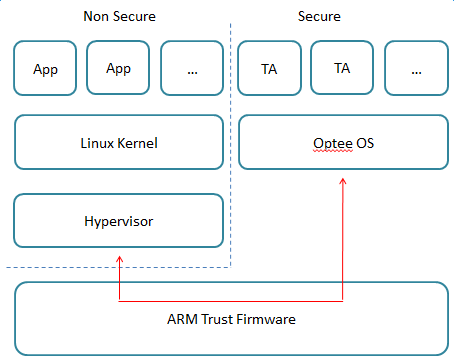 Non Secure
Secure
App
App
...
TA
TA
...
Linux Kernel
Optee OS
Hypervisor
ARM Trust Firmware